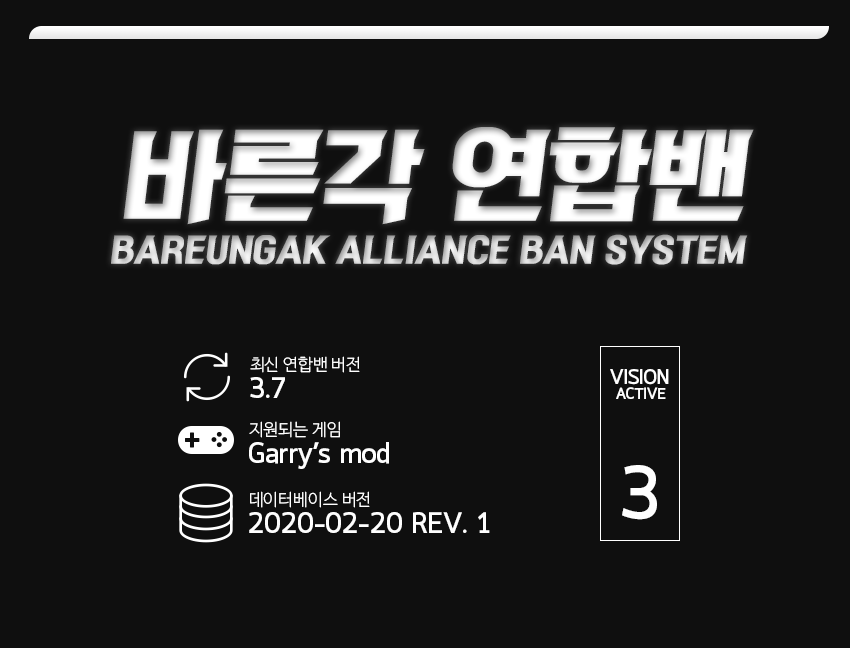 바른각 연합밴
BAREUNGAK ALLIANCE BAN SYSTEM
최신 연합밴 버전
3.7
지원되는 게임
Garry's mod
데이터베이스 버전
2020-02-20 REV. 1
VISION
ACTIVE
3